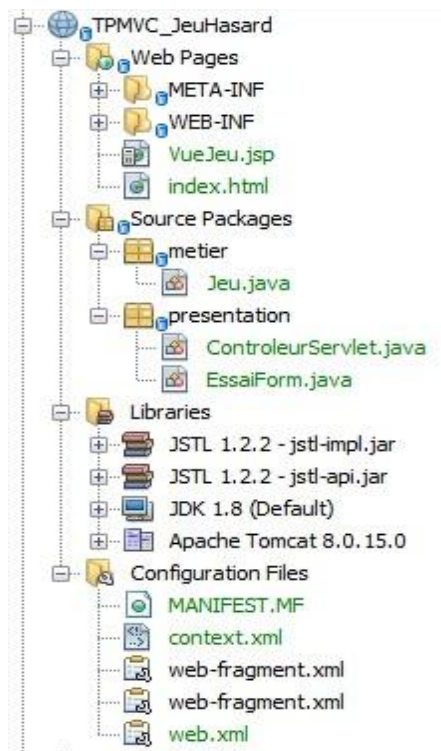 TPMVC_JeuHasard
Web Pages
META-INF
WEB-INF
VueJeu.jsp
index.html
Source Packages
metier
Jeu.java
presentation
ControleurServlet.java
EssaiForm.java
Libraries
JSTL 1.2.2 - jstl-impl.jar
JSTL 1.2.2 - jstl-api.jar
JDK 1.8 (Default)
Apache Tomcat 8.0.15.0
Configuration Files
MANIFEST.MF
context.xml
web-fragment.xml
web-fragment.xml
web.xml